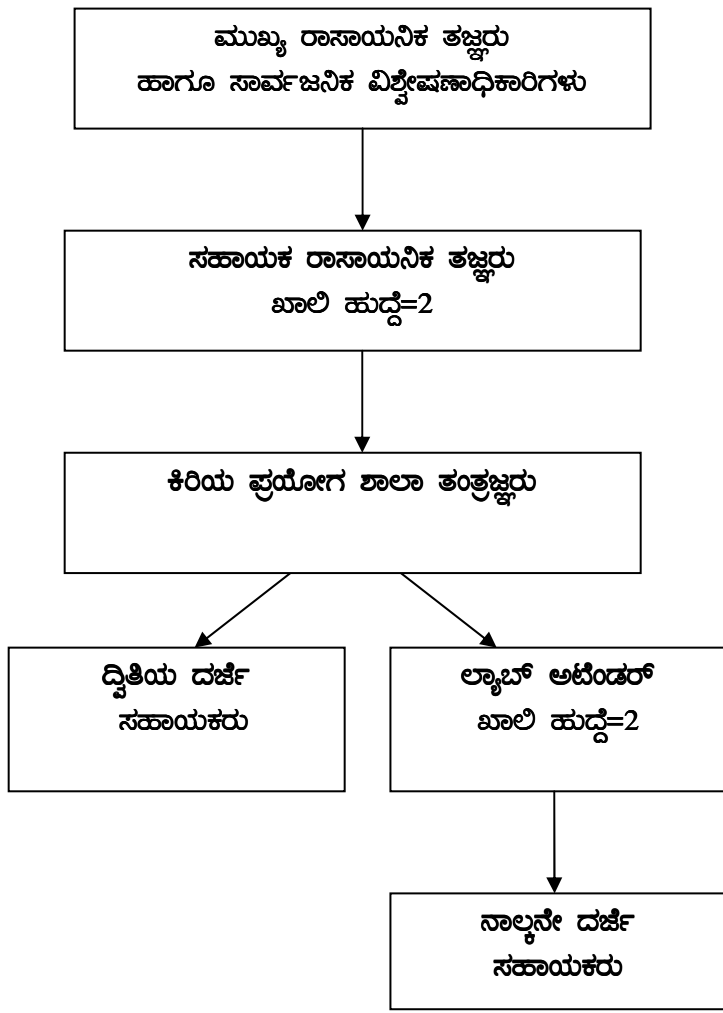 ಮುಖ್ಯ ರಾಸಾಯನಿಕ ತಜ್ಞರು
ಹಾಗೂ ಸಾರ್ವಜನಿಕ ವಿಶ್ವೇಷಣಾಧಿಕಾರಿಗಳು
ಸಹಾಯಕ ರಾಸಾಯನಿಕ ತಜ್ಞರು
ಖಾಲಿ ಹುದ್ದೆ=2
ಕಿರಿಯ ಪ್ರಯೋಗ ಶಾಲಾ ತಂತ್ರಜ್ಞರು
ದ್ವಿತಿಯ ದರ್ಜೆ
ಸಹಾಯಕರು
ಲ್ಯಾಬ್ ಅಟೆಂಡರ್
ಖಾಲಿ ಹುದ್ದೆ=2
ನಾಲ್ಕನೇ ದರ್ಜೆ
ಸಹಾಯಕರು